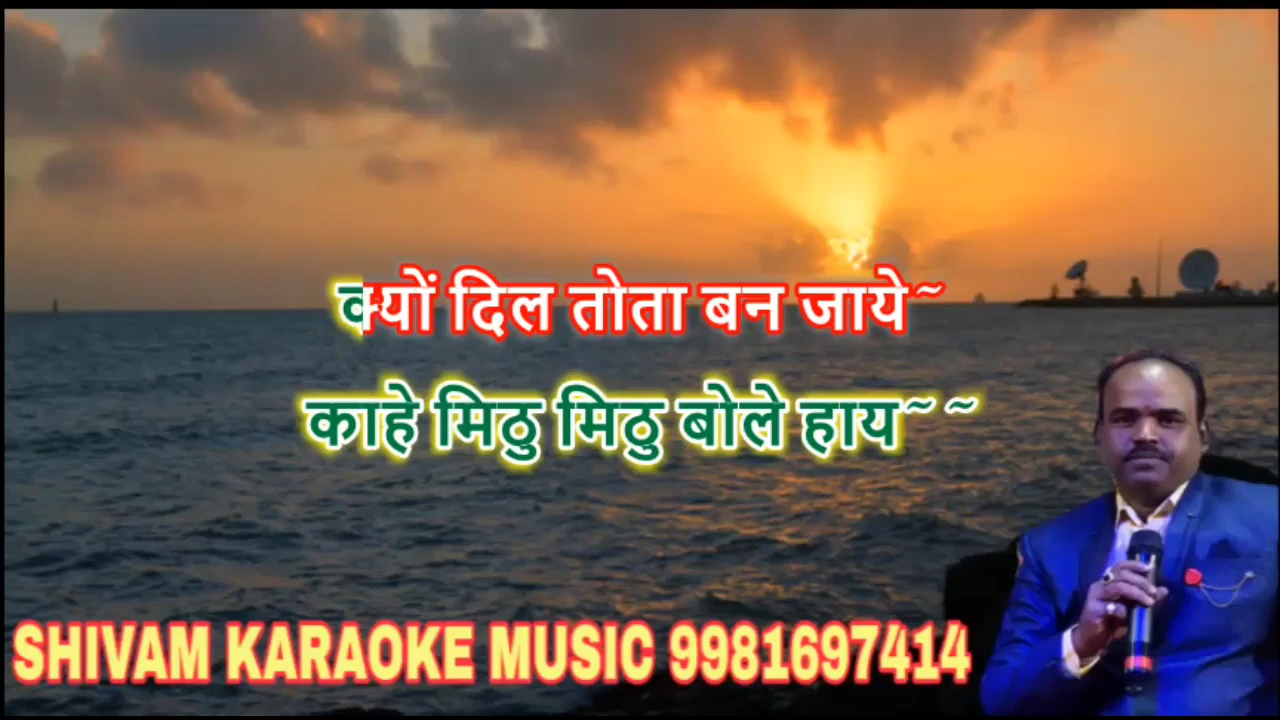 क्यों दिल तोता बन जाये~
काहे मिठु मिठु बोले हाय~~
SHIVAM KARAOKE MUSIC 9981697414